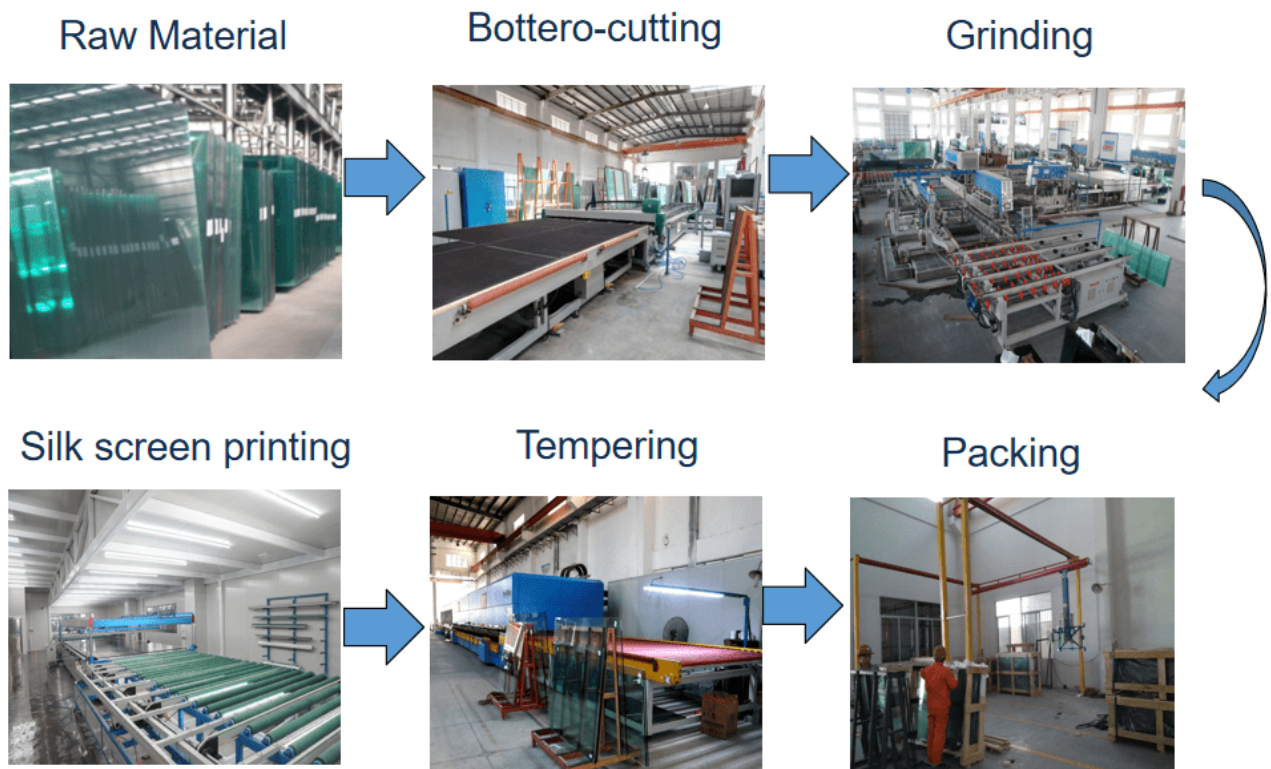 Raw Material
Bottero-cutting
Grinding
Silk screen printing
Tempering
Packing